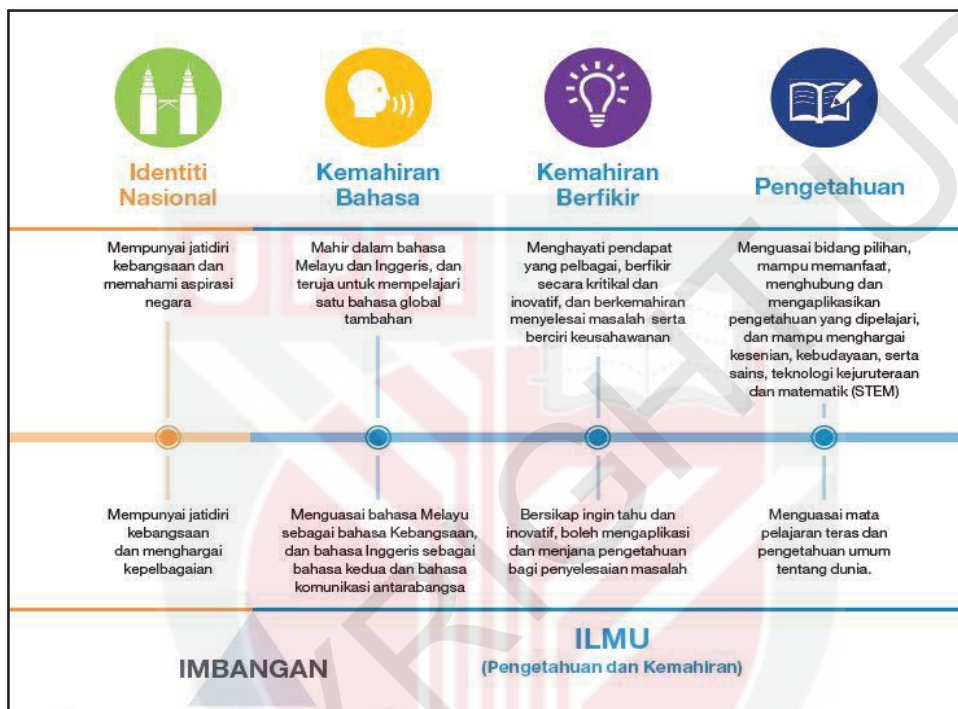 Identiti
Nasional
Kemahiran
Bahasa
Kemahiran
Berfikir
Pengetahuan
Mempunyai jatidiri
kebangsaan dan
memahami aspirasi
negara
Mahir dalam bahasa
Melayu dan Inggeris, dan
teruja untuk mempelajari
satu bahasa global
tambahan
Menghayati pendapat
yang pelbagai, berfikir
secara kritikal dan
inovatif, dan berkemahiran
menyelesai masalah serta
berciri keusahawanan
Menguasai bidang pilihan,
mampu memanfaat,
menghubung dan
mengaplikasikan
pengetahuan yang dipelajari,
dan mampu menghargai
kesenian, kebudayaan, serta
sains, teknologi kejuruteraan
dan matematik (STEM)
Mempunyai jatidiri
kebangsaan
dan menghargai
kepelbagaian
Menguasai bahasa Melayu
sebagai bahasa Kebangsaan,
dan bahasa Inggeris sebagai
bahasa kedua dan bahasa
komunikasi antarabangsa
Bersikap ingin tahu dan
inovatif, boleh mengaplikasi
dan menjana pengetahuan
bagi penyelesaian masalah
Menguasai mata
pelajaran teras dan
pengetahuan umum
tentang dunia.
IMBANGAN
ILMU
(Pengetahuan dan Kemahiran)